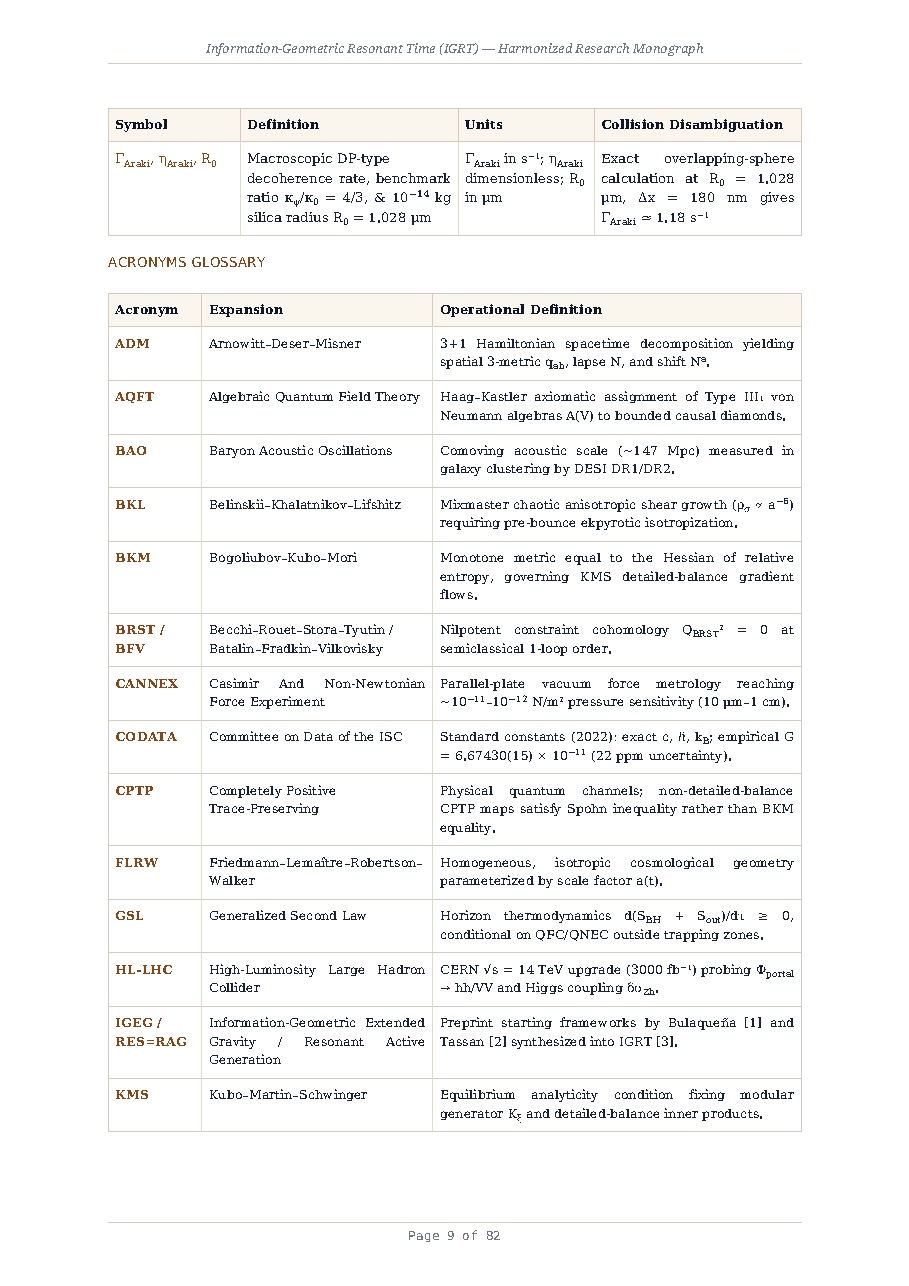 Information-Geometric Resonant Time (IGRT) — Harmonized Research Monograph
Symbol Definition Units Collision Disambiguation
Γ_Araki, η_Araki, R₀
Macroscopic DP-type
decoherence rate, benchmark
ratio κ_ψ/κ₀ = 4/3, & 10⁻¹⁴ kg
silica radius R₀ = 1.028 μm
Γ_Araki in s⁻¹; η_Araki
dimensionless; R₀
in μm
Exact overlapping-sphere
calculation at R₀ = 1.028
μm, Δx = 180 nm gives
Γ_Araki ≃ 1.18 s⁻¹
ACRONYMS GLOSSARY
Acronym Expansion Operational Definition
ADM
Arnowitt–Deser–Misner
3+1 Hamiltonian spacetime decomposition yielding
spatial 3-metric q_ab, lapse N, and shift Nᵃ.
AQFT
Algebraic Quantum Field Theory
Haag–Kastler axiomatic assignment of Type III₁ von
Neumann algebras A(V) to bounded causal diamonds.
BAO
Baryon Acoustic Oscillations
Comoving acoustic scale (~147 Mpc) measured in
galaxy clustering by DESI DR1/DR2.
BKL
Belinskii–Khalatnikov–Lifshitz
Mixmaster chaotic anisotropic shear growth (ρ_σ ∝ a⁻⁶)
requiring pre-bounce ekpyrotic isotropization.
BKM
Bogoliubov–Kubo–Mori
Monotone metric equal to the Hessian of relative
entropy, governing KMS detailed-balance gradient
flows.
BRST /
BFV
Becchi–Rouet–Stora–Tyutin /
Batalin–Fradkin–Vilkovisky
Nilpotent constraint cohomology Q_BRST² = 0 at
semiclassical 1-loop order.
CANNEX
Casimir And Non-Newtonian
Force Experiment
Parallel-plate vacuum force metrology reaching
~10⁻¹¹–10⁻¹² N/m² pressure sensitivity (10 μm–1 cm).
CODATA
Committee on Data of the ISC
Standard constants (2022): exact c, ℏ, k_B; empirical G
= 6.67430(15) × 10⁻¹¹ (22 ppm uncertainty).
CPTP
Completely Positive
Trace-Preserving
Physical quantum channels; non-detailed-balance
CPTP maps satisfy Spohn inequality rather than BKM
equality.
FLRW
Friedmann–Lemaître–Robertson–
Walker
Homogeneous, isotropic cosmological geometry
parameterized by scale factor a(t).
GSL
Generalized Second Law
Horizon thermodynamics d(S_BH + S_out)/dι ≥ 0,
conditional on QFC/QNEC outside trapping zones.
HL-LHC
High-Luminosity Large Hadron
Collider
CERN √s = 14 TeV upgrade (3000 fb⁻¹) probing Φ_portal
→ hh/VV and Higgs coupling δυ_Zh.
IGEG /
RES=RAG
Information-Geometric Extended
Gravity / Resonant Active
Generation
Preprint starting frameworks by Bulaqueña [1] and
Tassan [2] synthesized into IGRT [3].
KMS
Kubo–Martin–Schwinger
Equilibrium analyticity condition fixing modular
generator K_ξ and detailed-balance inner products.
Page 9 of 82